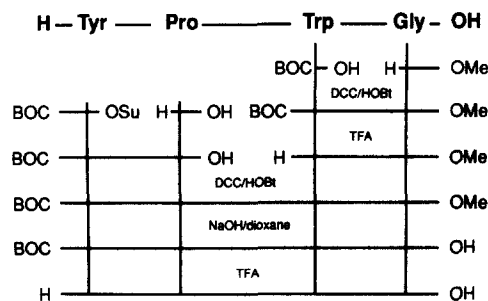 H — Tyr — Pro — Trp — Gly — OH
BOC OH H OMe
DCC/HOBt
BOC OSu H OH BOC OMe
TFA
BOC OH H OMe
DCC/HOBt
BOC OMe
NaOH/dioxane
BOC OH
TFA
H OH